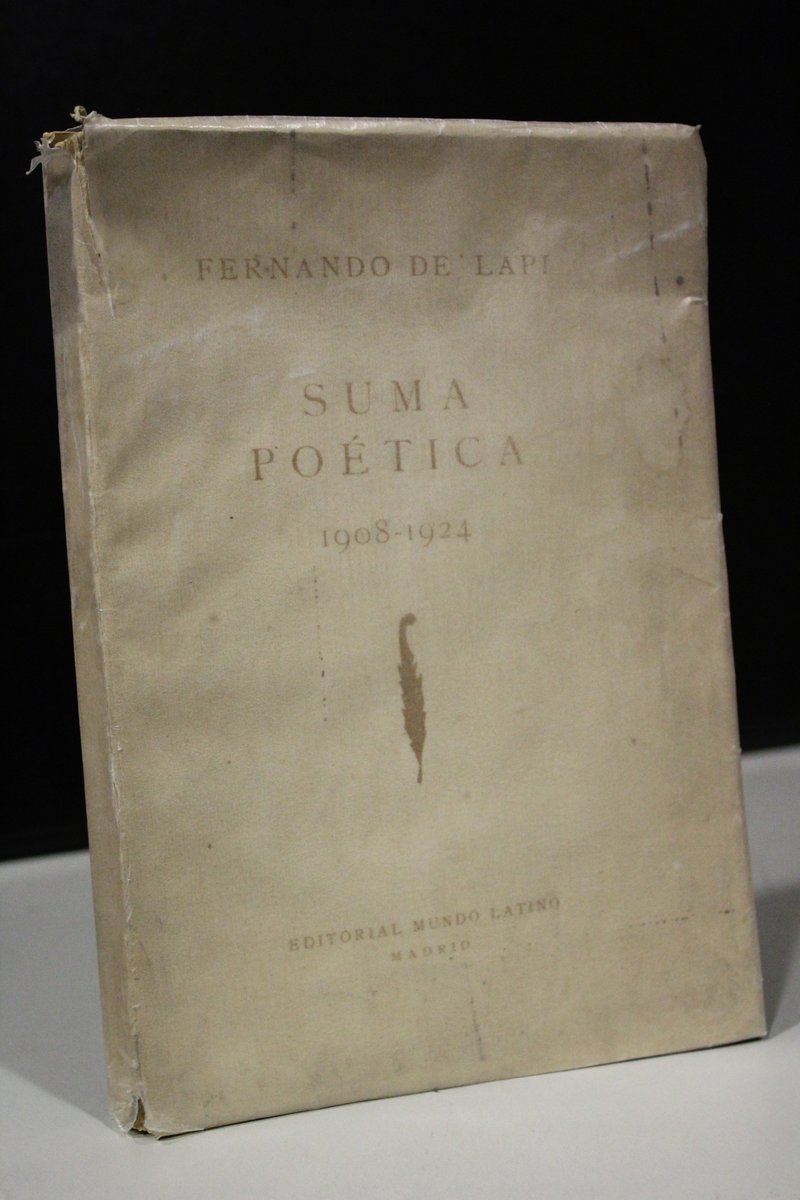 FERNANDO DE LAPI
SUMA
POÉTICA
1908-1924
EDITORIAL MUNDO LATINO
MADRID